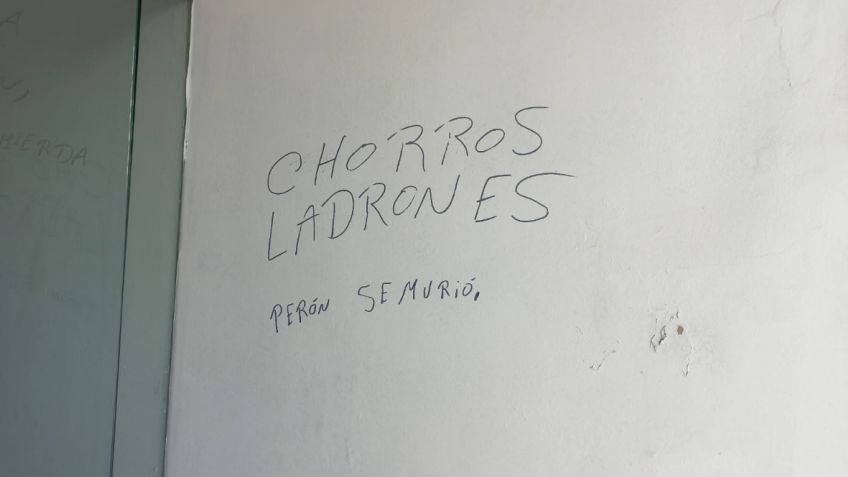 CHORROS
LADRONES
PERÓN SE MURIÓ.